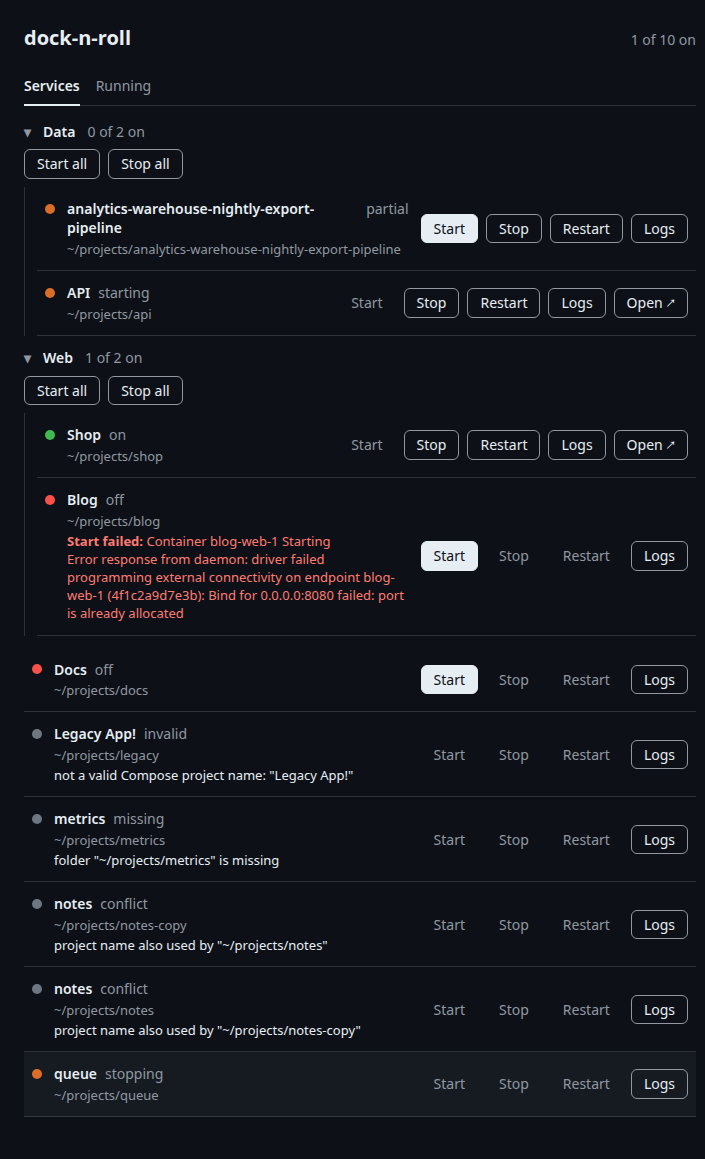 dock-n-roll
1 of 10 on
Services Running
▼ Data 0 of 2 on
Start all Stop all
analytics-warehouse-nightly-export-
pipeline
partial
~/projects/analytics-warehouse-nightly-export-pipeline
Start Stop Restart Logs
API starting
~/projects/api
Start Stop Restart Logs Open ↗
▼ Web 1 of 2 on
Start all Stop all
Shop on
~/projects/shop
Start Stop Restart Logs Open ↗
Blog off
~/projects/blog
Start failed: Container blog-web-1 Starting
Error response from daemon: driver failed
programming external connectivity on endpoint blog-
web-1 (4f1c2a9d7e3b): Bind for 0.0.0.0:8080 failed: port
is already allocated
Start Stop Restart Logs
Docs off
~/projects/docs
Start Stop Restart Logs
Legacy App! invalid
~/projects/legacy
not a valid Compose project name: "Legacy App!"
Start Stop Restart Logs
metrics missing
~/projects/metrics
folder "~/projects/metrics" is missing
Start Stop Restart Logs
notes conflict
~/projects/notes-copy
project name also used by "~/projects/notes"
Start Stop Restart Logs
notes conflict
~/projects/notes
project name also used by "~/projects/notes-copy"
Start Stop Restart Logs
queue stopping
~/projects/queue
Start Stop Restart Logs